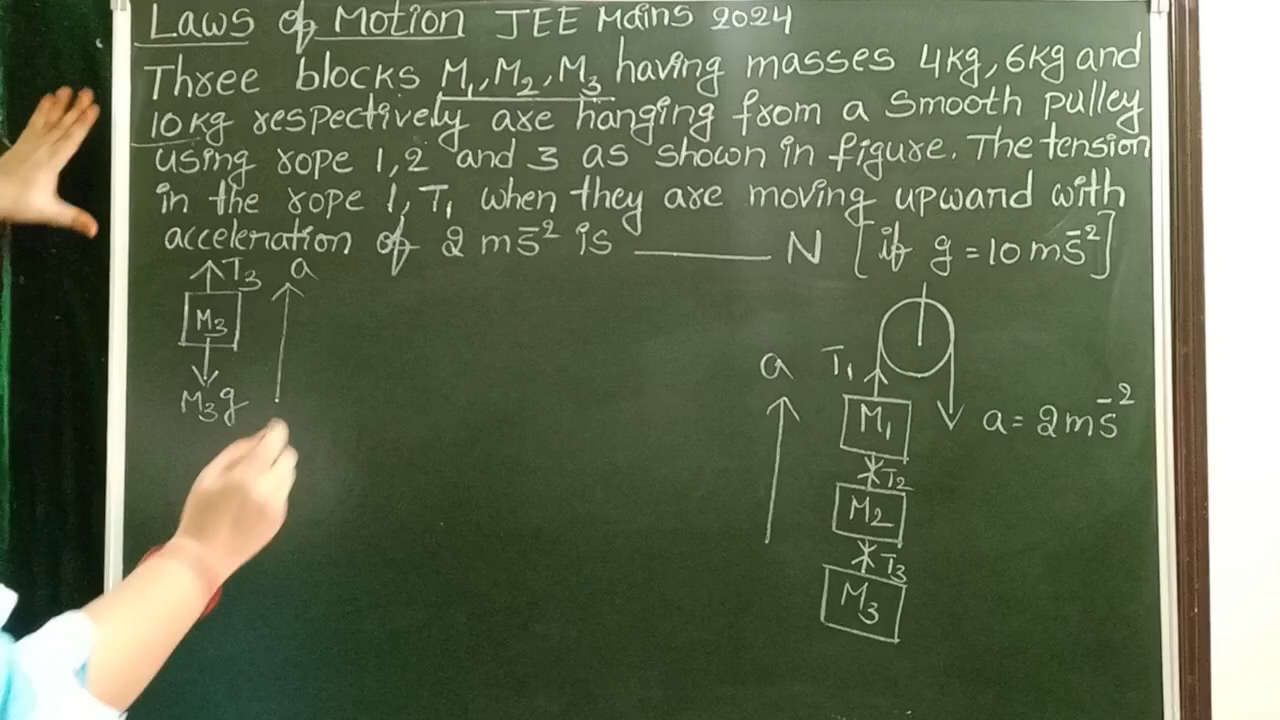 Laws of Motion JEE Mains 2024
Three blocks M₁, M₂, M₃ having masses 4kg, 6kg and
10kg respectively are hanging from a smooth pulley
using rope 1, 2 and 3 as shown in figure. The tension
in the rope 1, T₁ when they are moving upward with
acceleration of 2 ms⁻² is ______ N [if g = 10 ms⁻²]
T₃ a
M₃
M₃g
a T₁
M₁ a = 2 ms⁻²
T₂
M₂
T₃
M₃